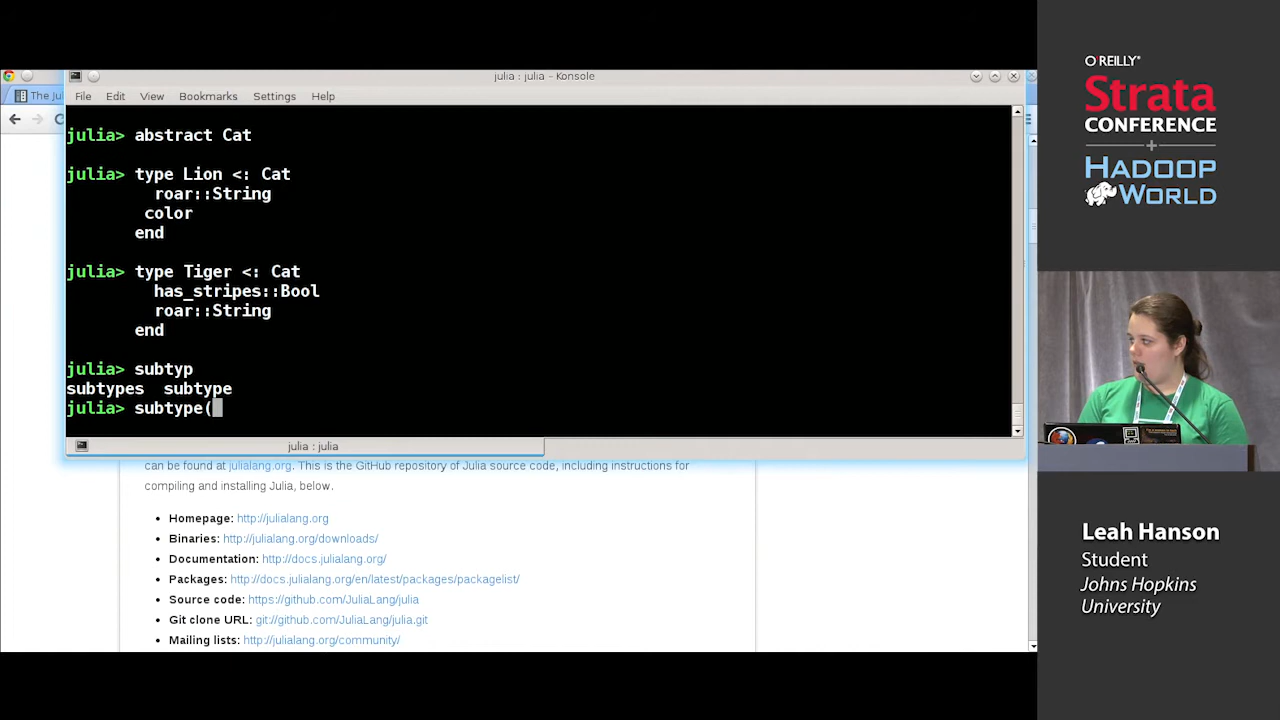 julia : julia – Konsole
The Ju
File Edit View Bookmarks Settings Help
julia> abstract Cat
julia> type Lion <: Cat
roar::String
color
end
julia> type Tiger <: Cat
has_stripes::Bool
roar::String
end
julia> subtyp
subtypes subtype
julia> subtype(
julia : julia
can be found at julialang.org. This is the GitHub repository of Julia source code, including instructions for
compiling and installing Julia, below.
• Homepage: http://julialang.org
• Binaries: http://julialang.org/downloads/
• Documentation: http://docs.julialang.org/
• Packages: http://docs.julialang.org/en/latest/packages/packagelist/
• Source code: https://github.com/JuliaLang/julia
• Git clone URL: git://github.com/JuliaLang/julia.git
• Mailing lists: http://julialang.org/community/
O'REILLY®
Strata
CONFERENCE
HADOOP
WORLD
Leah Hanson
Student
Johns Hopkins
University